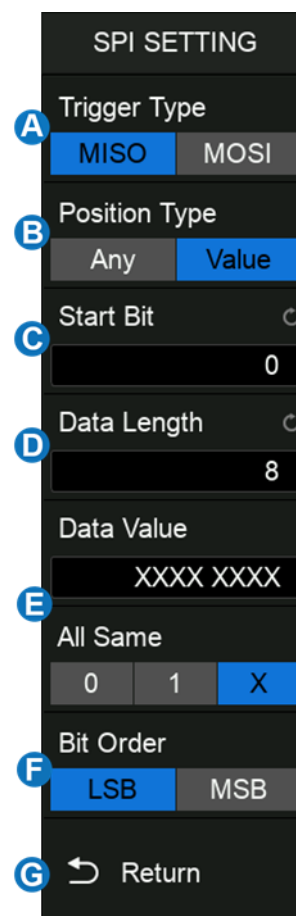 SPI SETTING
Trigger Type
A
MISO MOSI
Position Type
B
Any Value
Start Bit
C
0
Data Length
D
8
Data Value
XXXX XXXX
E
All Same
0 1 X
Bit Order
F
LSB MSB
G Return